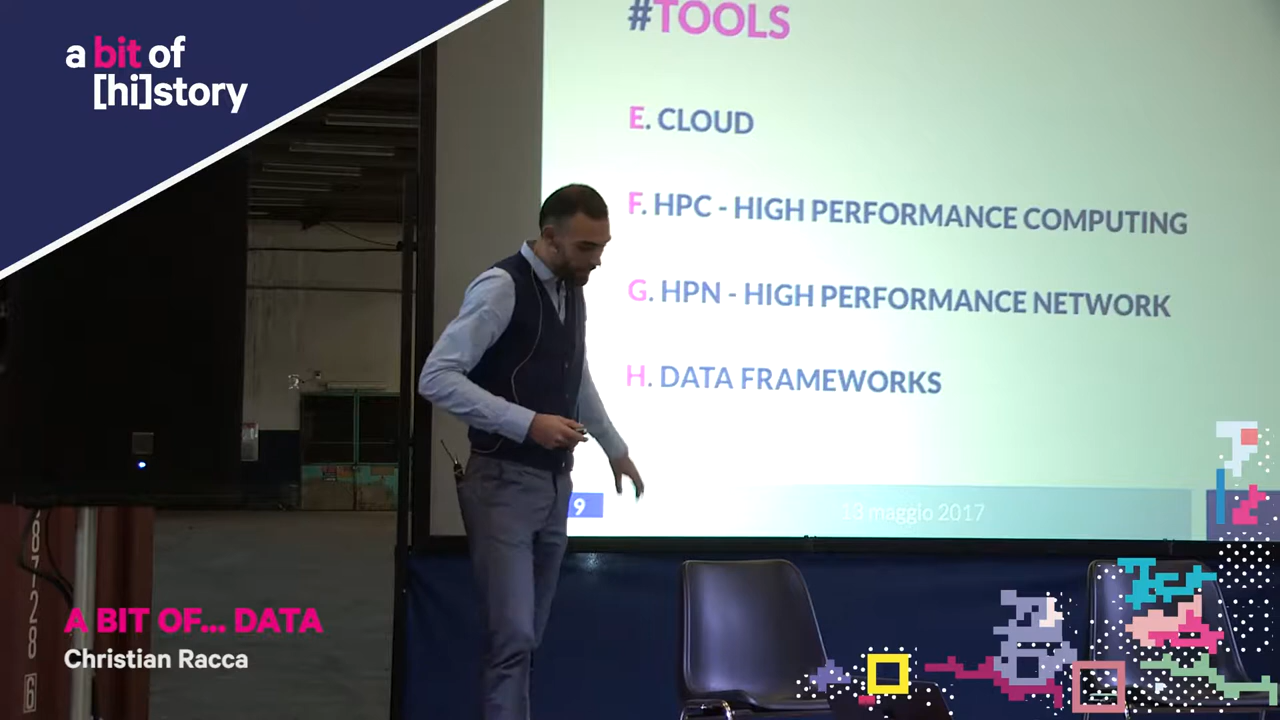 a bit of
[hi]story
#TOOLS
E. CLOUD
F. HPC - HIGH PERFORMANCE COMPUTING
G. HPN - HIGH PERFORMANCE NETWORK
H. DATA FRAMEWORKS
9
13 maggio 2017
A BIT OF... DATA
Christian Racca